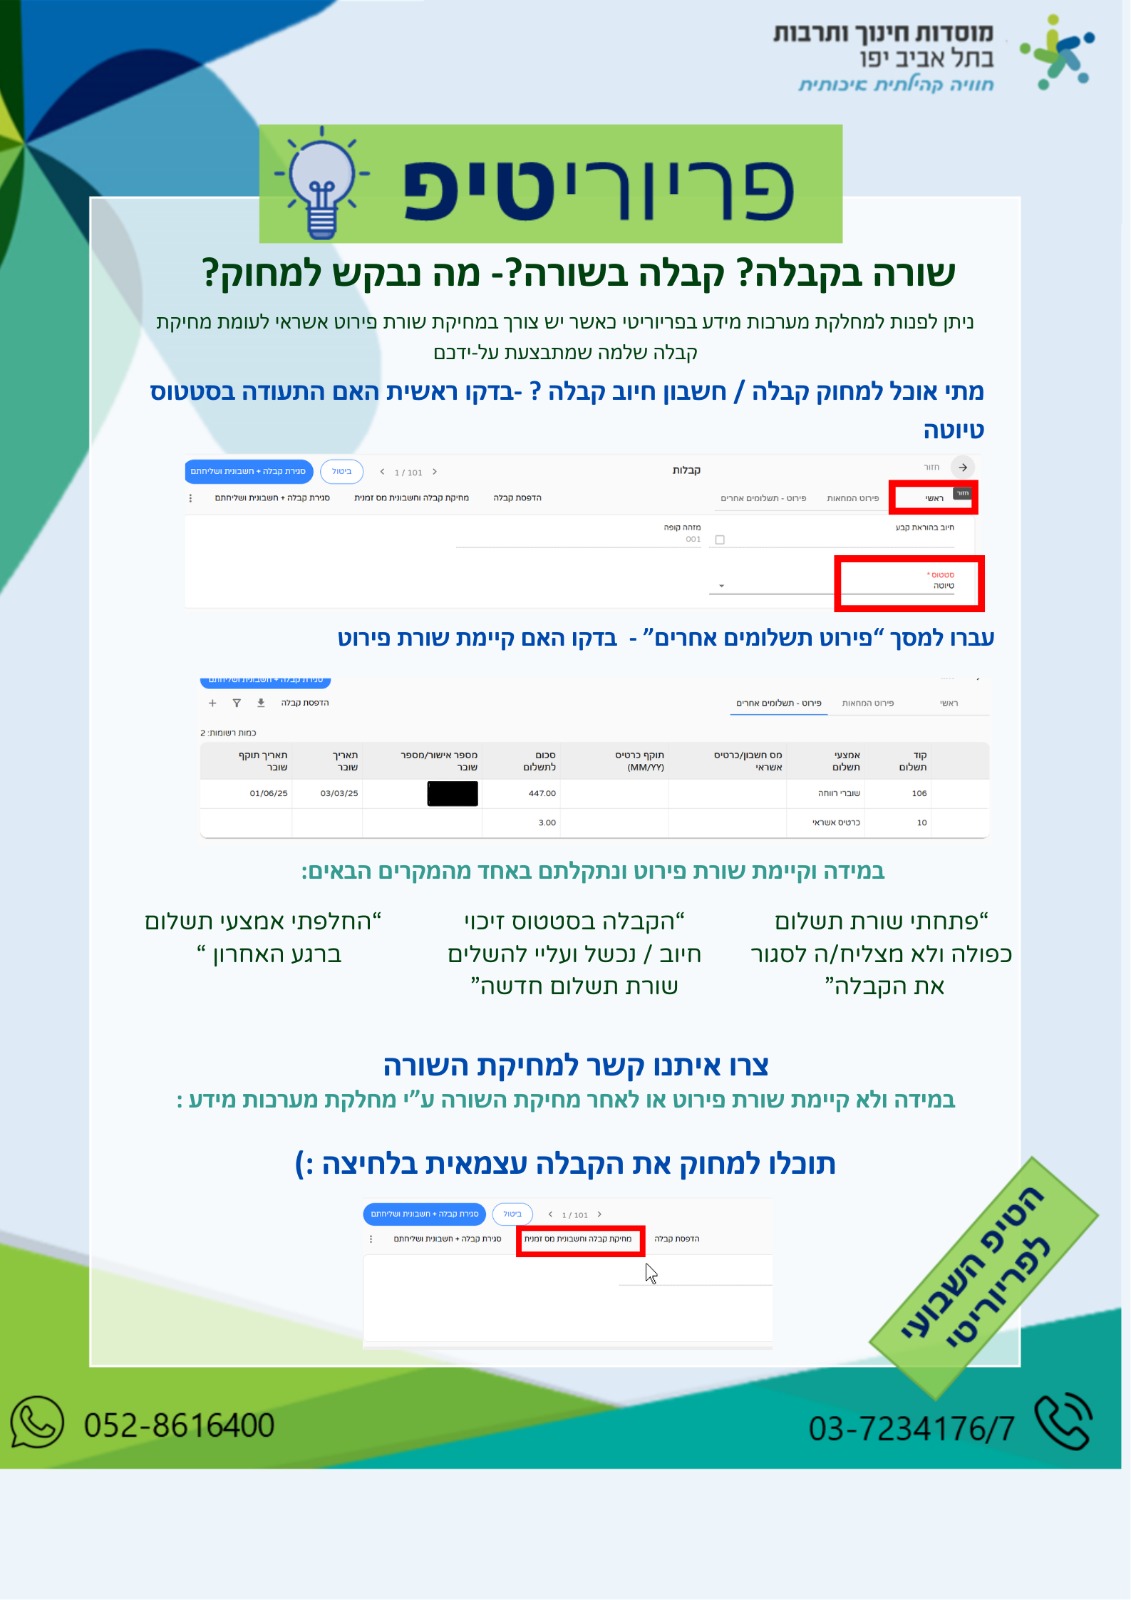 מוסדות חינוך ותרבות
בתל אביב יפו
חוויה קהילתית איכותית
פריוריטיפ
שורה בקבלה? קבלה בשורה?- מה נבקש למחוק?
ניתן לפנות למחלקת מערכות מידע בפריוריטי כאשר יש צורך במחיקת שורת פירוט אשראי לעומת מחיקת
קבלה שלמה שמתבצעת על-ידכם
מתי אוכל למחוק קבלה / חשבון חיוב קבלה ? -בדקו ראשית האם התעודה בסטטוס
טיוטה
חזור
קבלות
1 / 101
ביטול
סגירת קבלה + חשבונית ושליחתם
חזור
ראשי
פירוט המחאות
פירוט - תשלומים אחרים
הדפסת קבלה
מחיקת קבלה וחשבונית מס זמנית
סגירת קבלה + חשבונית ושליחתם
חיוב בהוראת קבע
מזהה קופה
001
סטטוס *
טיוטה
עברו למסך “פירוט תשלומים אחרים” - בדקו האם קיימת שורת פירוט
סגירת קבלה + חשבונית ושליחתם
ראשי
פירוט המחאות
פירוט - תשלומים אחרים
הדפסת קבלה
כמות רשומות: 2
קוד תשלום
אמצעי תשלום
מס חשבון/כרטיס אשראי
תוקף כרטיס (MM/YY)
סכום לתשלום
מספר אישור/מספר שובר
תאריך שובר
תאריך תוקף שובר
106 שוברי רווחה 447.00 03/03/25 01/06/25
10 כרטיס אשראי 3.00
במידה וקיימת שורת פירוט ונתקלתם באחד מהמקרים הבאים:
“פתחתי שורת תשלום
כפולה ולא מצליח/ה לסגור
את הקבלה”
“הקבלה בסטטוס זיכוי
חיוב / נכשל ועליי להשלים
שורת תשלום חדשה”
“החלפתי אמצעי תשלום
ברגע האחרון “
צרו איתנו קשר למחיקת השורה
במידה ולא קיימת שורת פירוט או לאחר מחיקת השורה ע”י מחלקת מערכות מידע :
תוכלו למחוק את הקבלה עצמאית בלחיצה :)
1 / 101
ביטול
סגירת קבלה + חשבונית ושליחתם
הדפסת קבלה
מחיקת קבלה וחשבונית מס זמנית
סגירת קבלה + חשבונית ושליחתם
הטיפ השבועי
לפריוריטי
03-7234176/7
052-8616400